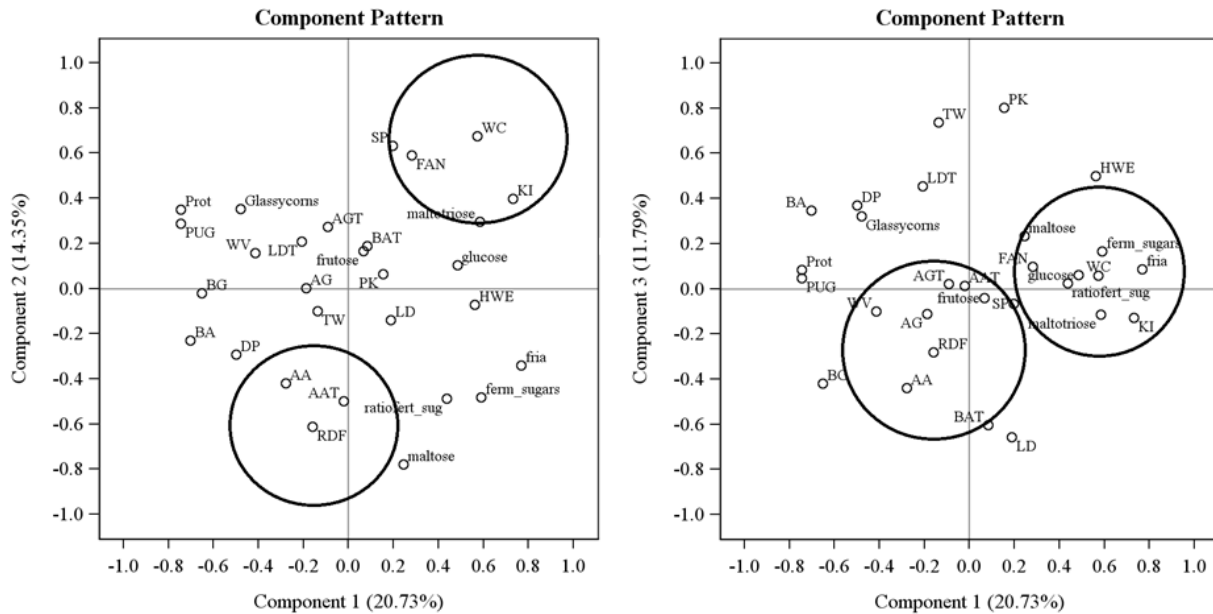 Component Pattern
1.0
0.8
0.6
0.4
0.2
0.0
-0.2
-0.4
-0.6
-0.8
-1.0
Component 2 (14.35%)
WC
SP
FAN
KI
maltotriose
Prot
PUG
Glassycorns
AGT
WV
LDT
BAT
frutose
glucose
PK
AG
BG
HWE
TW
LD
BA
DP
fria
AA
AAT
ratiofert_sug
ferm_sugars
RDF
maltose
-1.0 -0.8 -0.6 -0.4 -0.2 0.0 0.2 0.4 0.6 0.8 1.0
Component 1 (20.73%)
Component Pattern
1.0
0.8
0.6
0.4
0.2
0.0
-0.2
-0.4
-0.6
-0.8
-1.0
Component 3 (11.79%)
PK
TW
HWE
LDT
DP
BA
Glassycorns
maltose
ferm_sugars
FAN
WC
fria
Prot
PUG
AGT
AAT
glucose
ratiofert_sug
frutose
SP
WV
AG
maltotriose
KI
RDF
BG
AA
BAT
LD
-1.0 -0.8 -0.6 -0.4 -0.2 0.0 0.2 0.4 0.6 0.8 1.0
Component 1 (20.73%)